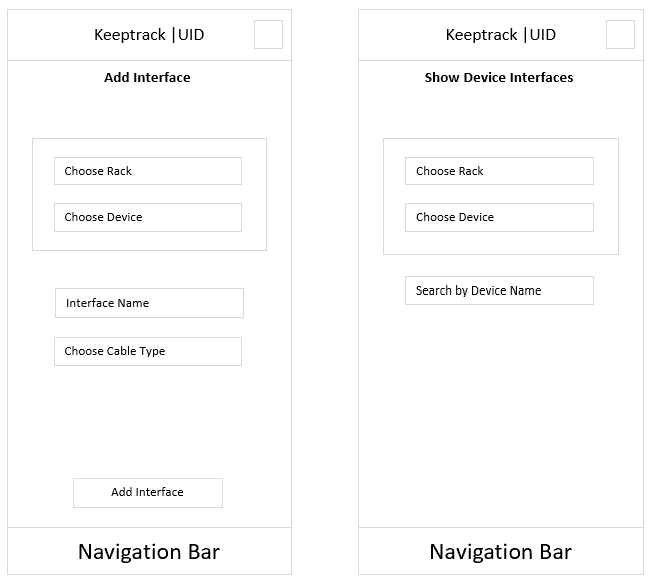 Keeptrack |UID
Add Interface
Choose Rack
Choose Device
Interface Name
Choose Cable Type
Add Interface
Navigation Bar
Keeptrack |UID
Show Device Interfaces
Choose Rack
Choose Device
Search by Device Name
Navigation Bar